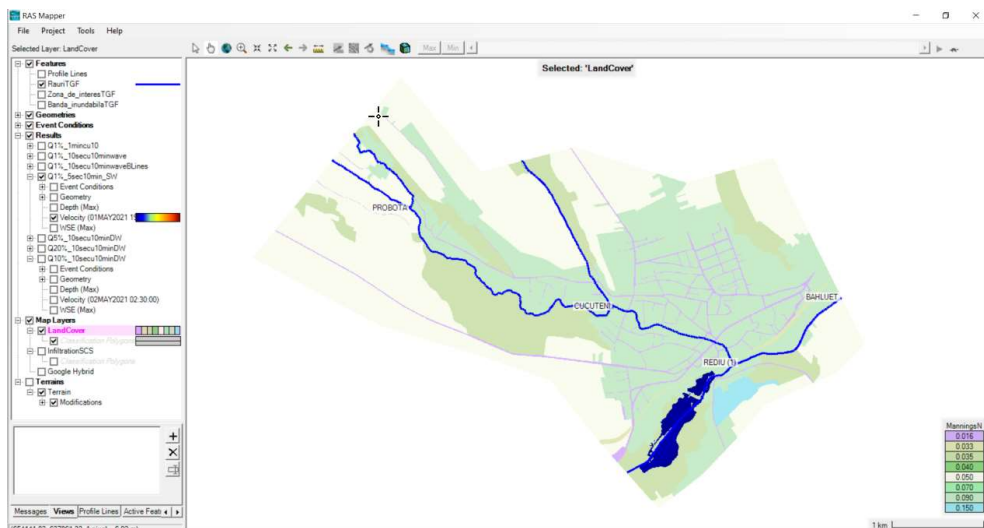 RAS Mapper
File Project Tools Help
Selected Layer: LandCover
Max Min
Selected: 'LandCover'
Features
Profile Lines
RauriTGF
Zona_de_interesTGF
Banda_inundabilaTGF
Geometries
Event Conditions
Results
Q1%_1mincu10
Q1%_10secu10minwave
Q1%_10secu10minwaveBLines
Q1%_5sec10min_SW
Event Conditions
Geometry
Depth (Max)
Velocity (01MAY2021
WSE (Max)
Q5%_10secu10minDW
Q20%_10secu10minDW
Q10%_10secu10minDW
Event Conditions
Geometry
Depth (Max)
Velocity (02MAY2021 02:30:00)
WSE (Max)
Map Layers
LandCover
Classification Polygons
InfiltrationSCS
Classification Polygons
Google Hybrid
Terrains
Terrain
Modifications
Messages Views Profile Lines Active Feat
PROBOTA
CUCUTENI
BAHLUET
REDIU (1)
ManningsN
0.016
0.033
0.035
0.040
0.050
0.070
0.090
0.150
1 km